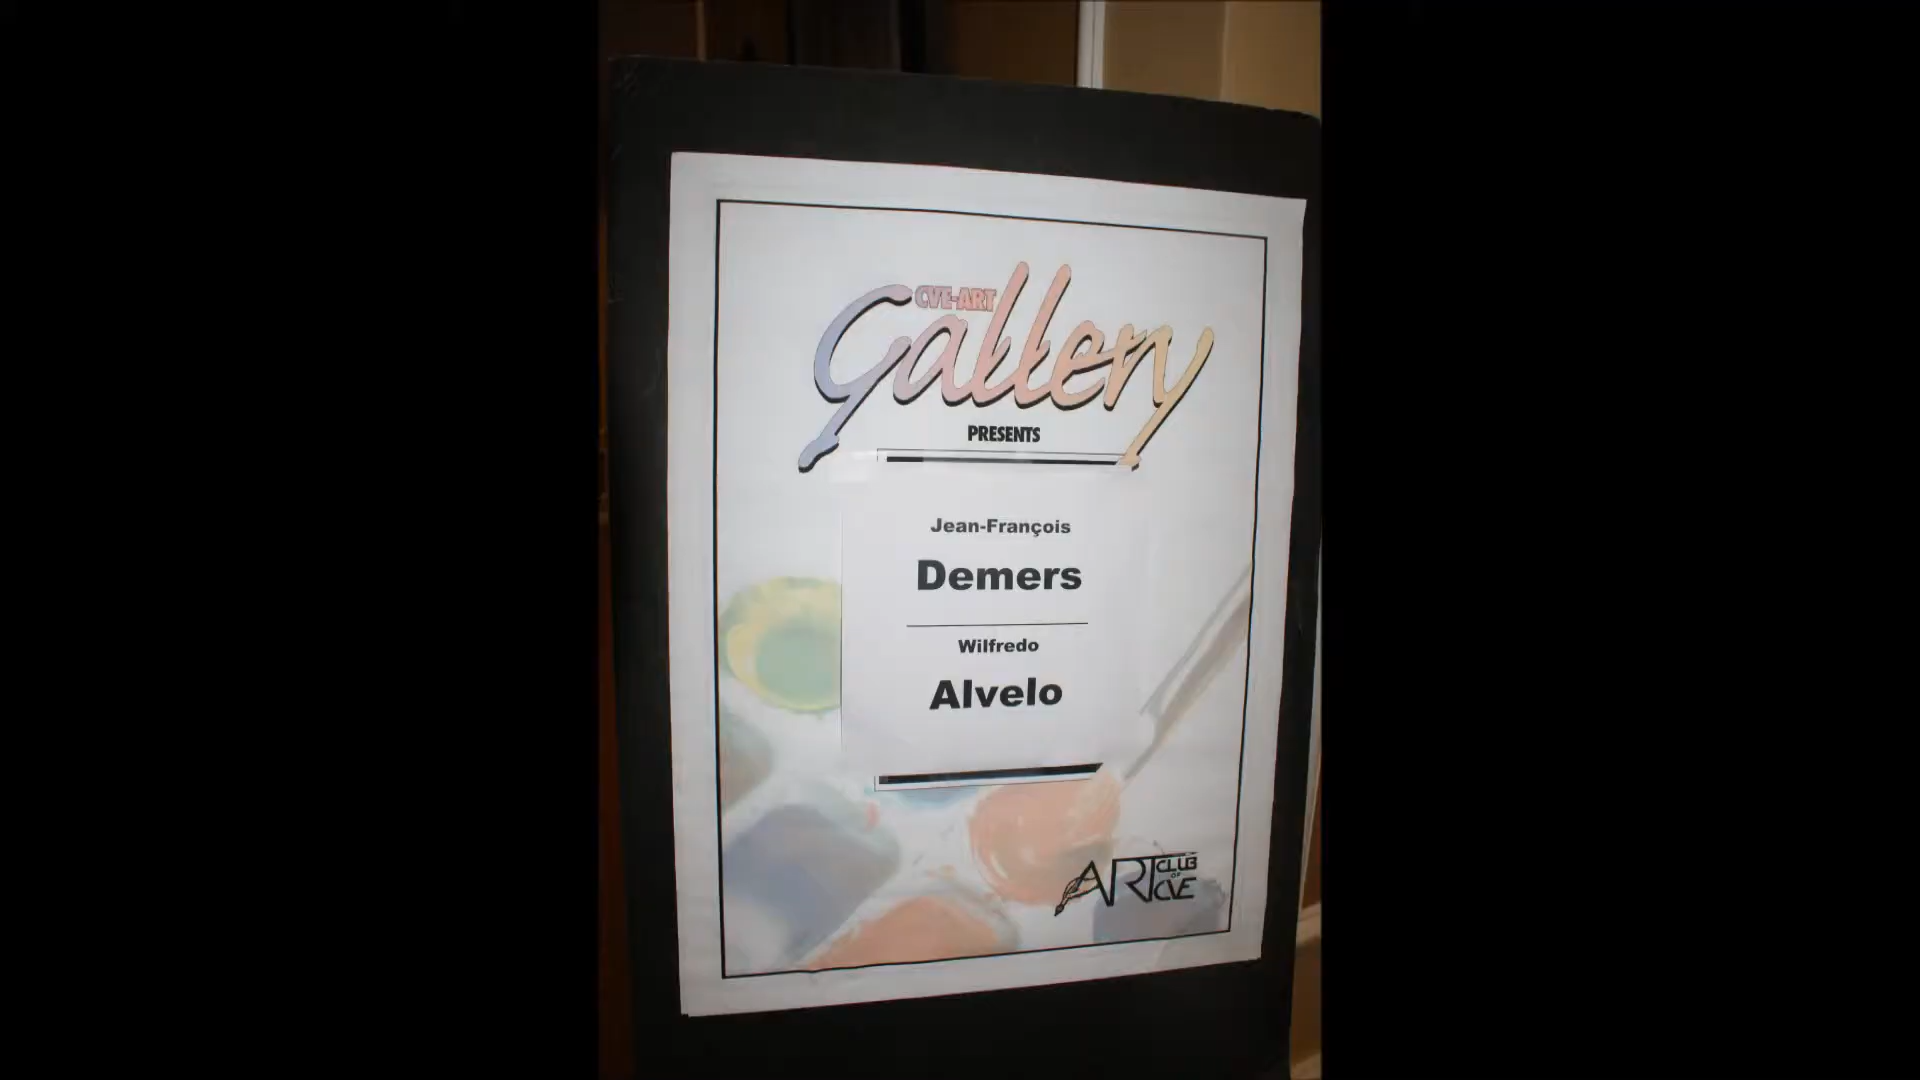 CVE-ART
Gallery
PRESENTS
Jean-François
Demers
Wilfredo
Alvelo
ART CLUB
OF
CVE